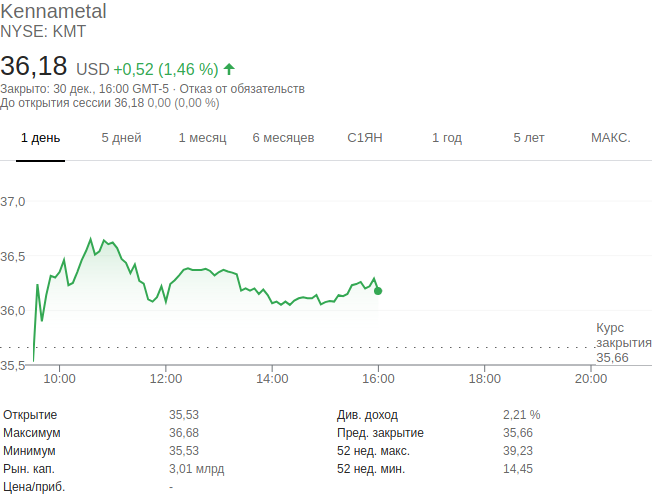 Kennametal
NYSE: KMT
36,18 USD +0,52 (1,46 %)
Закрыто: 30 дек., 16:00 GMT-5 · Отказ от обязательств
До открытия сессии 36,18 0,00 (0,00 %)
1 день 5 дней 1 месяц 6 месяцев С1ЯН 1 год 5 лет МАКС.
37,0
36,5
36,0
Курс
закрытия
35,66
35,5
10:00 12:00 14:00 16:00 18:00 20:00
Открытие 35,53 Див. доход 2,21 %
Максимум 36,68 Пред. закрытие 35,66
Минимум 35,53 52 нед. макс. 39,23
Рын. кап. 3,01 млрд 52 нед. мин. 14,45
Цена/приб. -